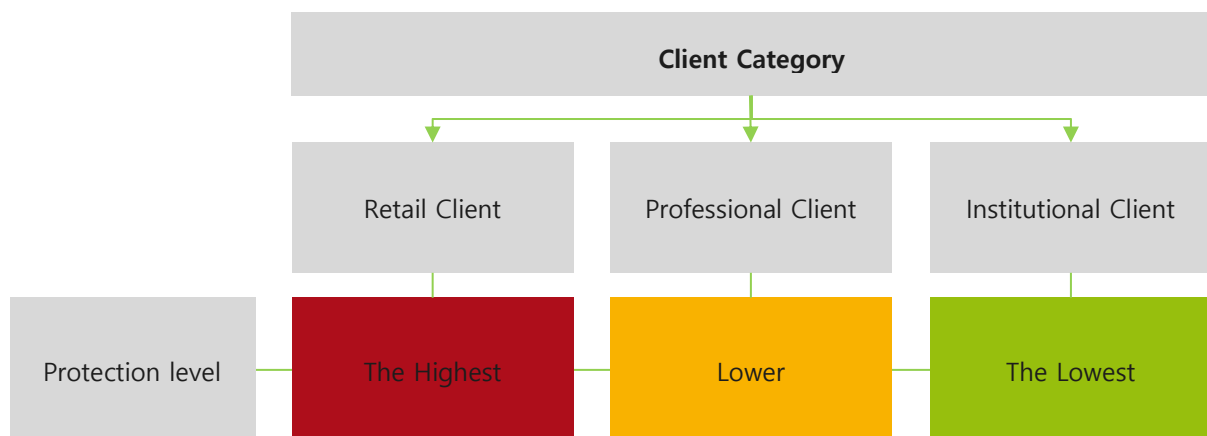 Client Category
Retail Client
Professional Client
Institutional Client
Protection level
The Highest
Lower
The Lowest